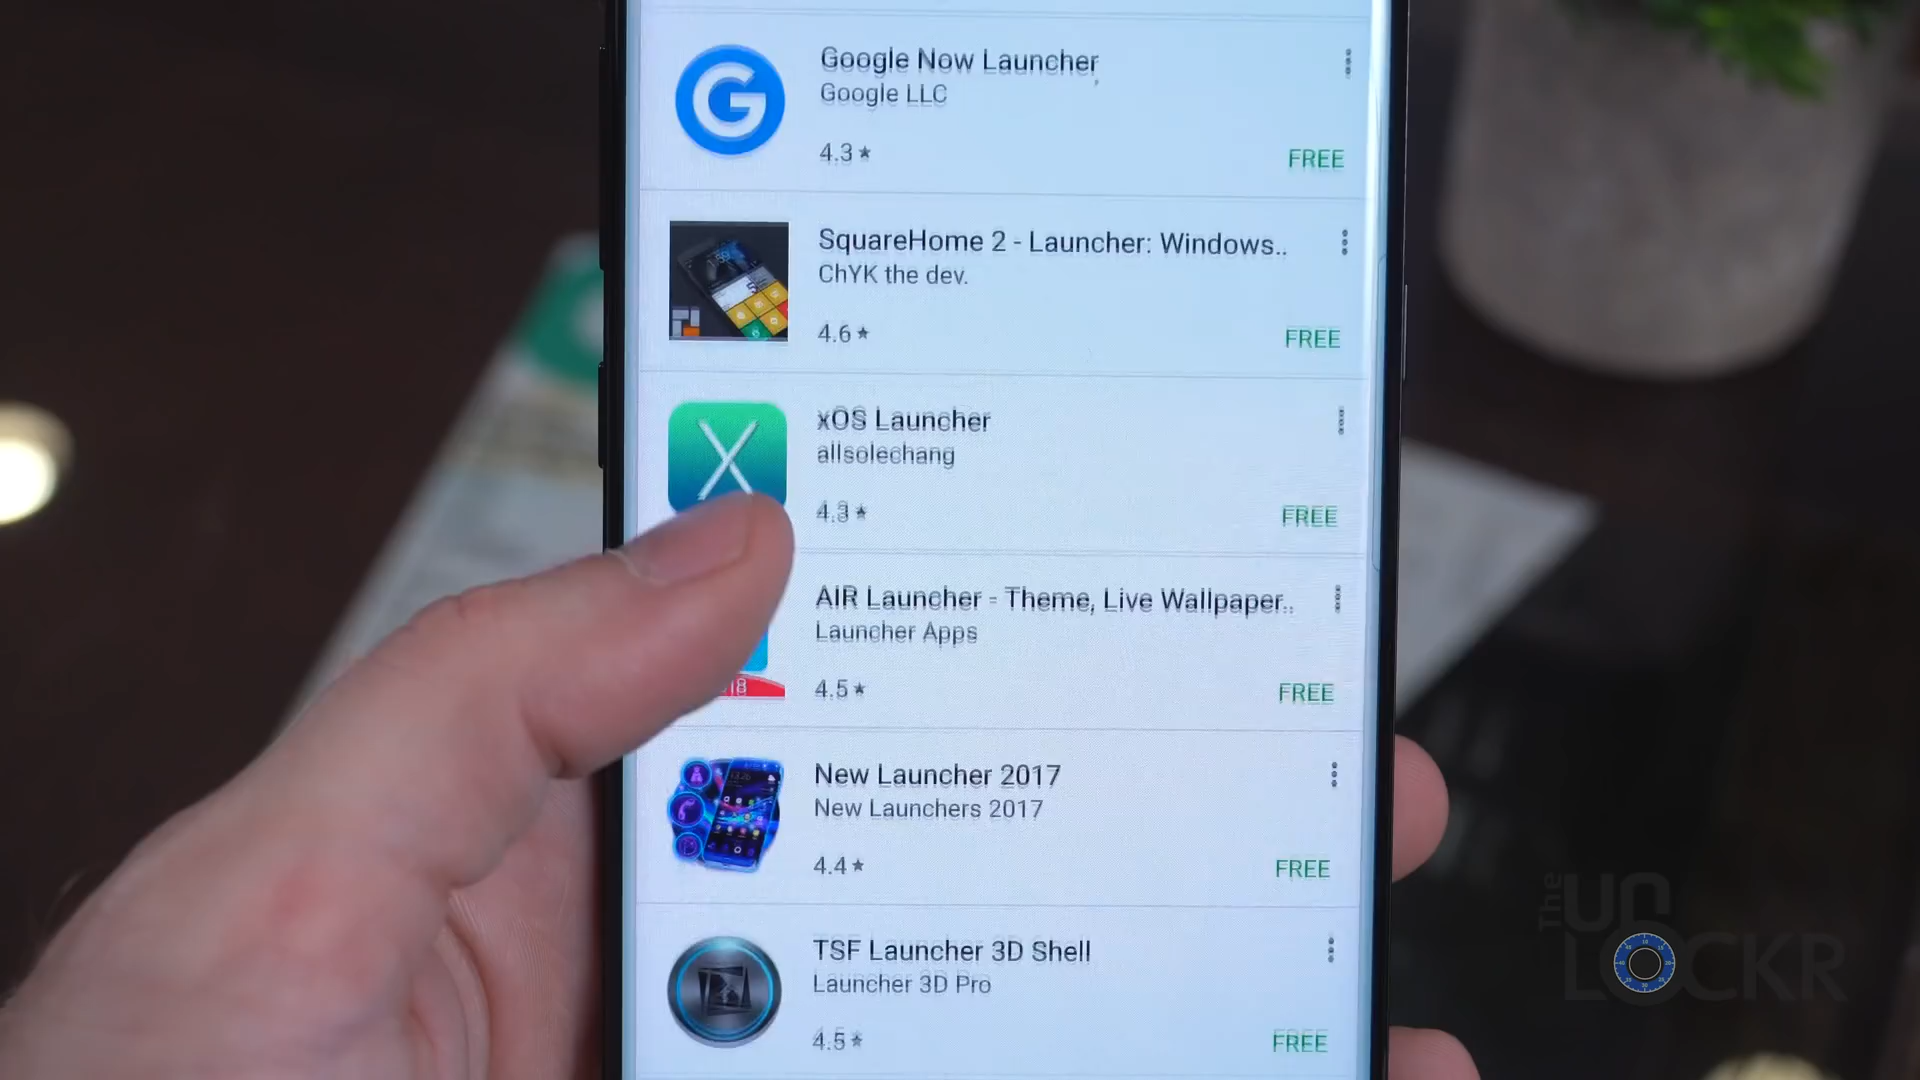 Google Now Launcher
Google LLC
4.3 ★
FREE
SquareHome 2 - Launcher: Windows..
ChYK the dev.
4.6 ★
FREE
xOS Launcher
allsolechang
4.3 ★
FREE
AIR Launcher - Theme, Live Wallpaper..
Launcher Apps
4.5 ★
FREE
18
New Launcher 2017
New Launchers 2017
4.4 ★
FREE
TSF Launcher 3D Shell
Launcher 3D Pro
4.5 ★
FREE
The UnLOCKR